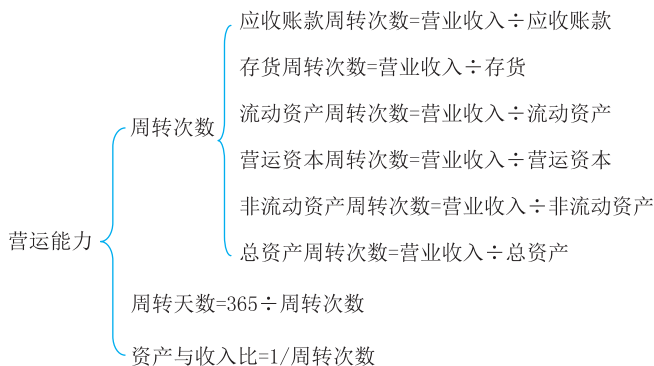 应收账款周转次数=营业收入÷应收账款
存货周转次数=营业收入÷存货
周转次数
流动资产周转次数=营业收入÷流动资产
营运资本周转次数=营业收入÷营运资本
非流动资产周转次数=营业收入÷非流动资产
营运能力
总资产周转次数=营业收入÷总资产
周转天数=365÷周转次数
资产与收入比=1/周转次数